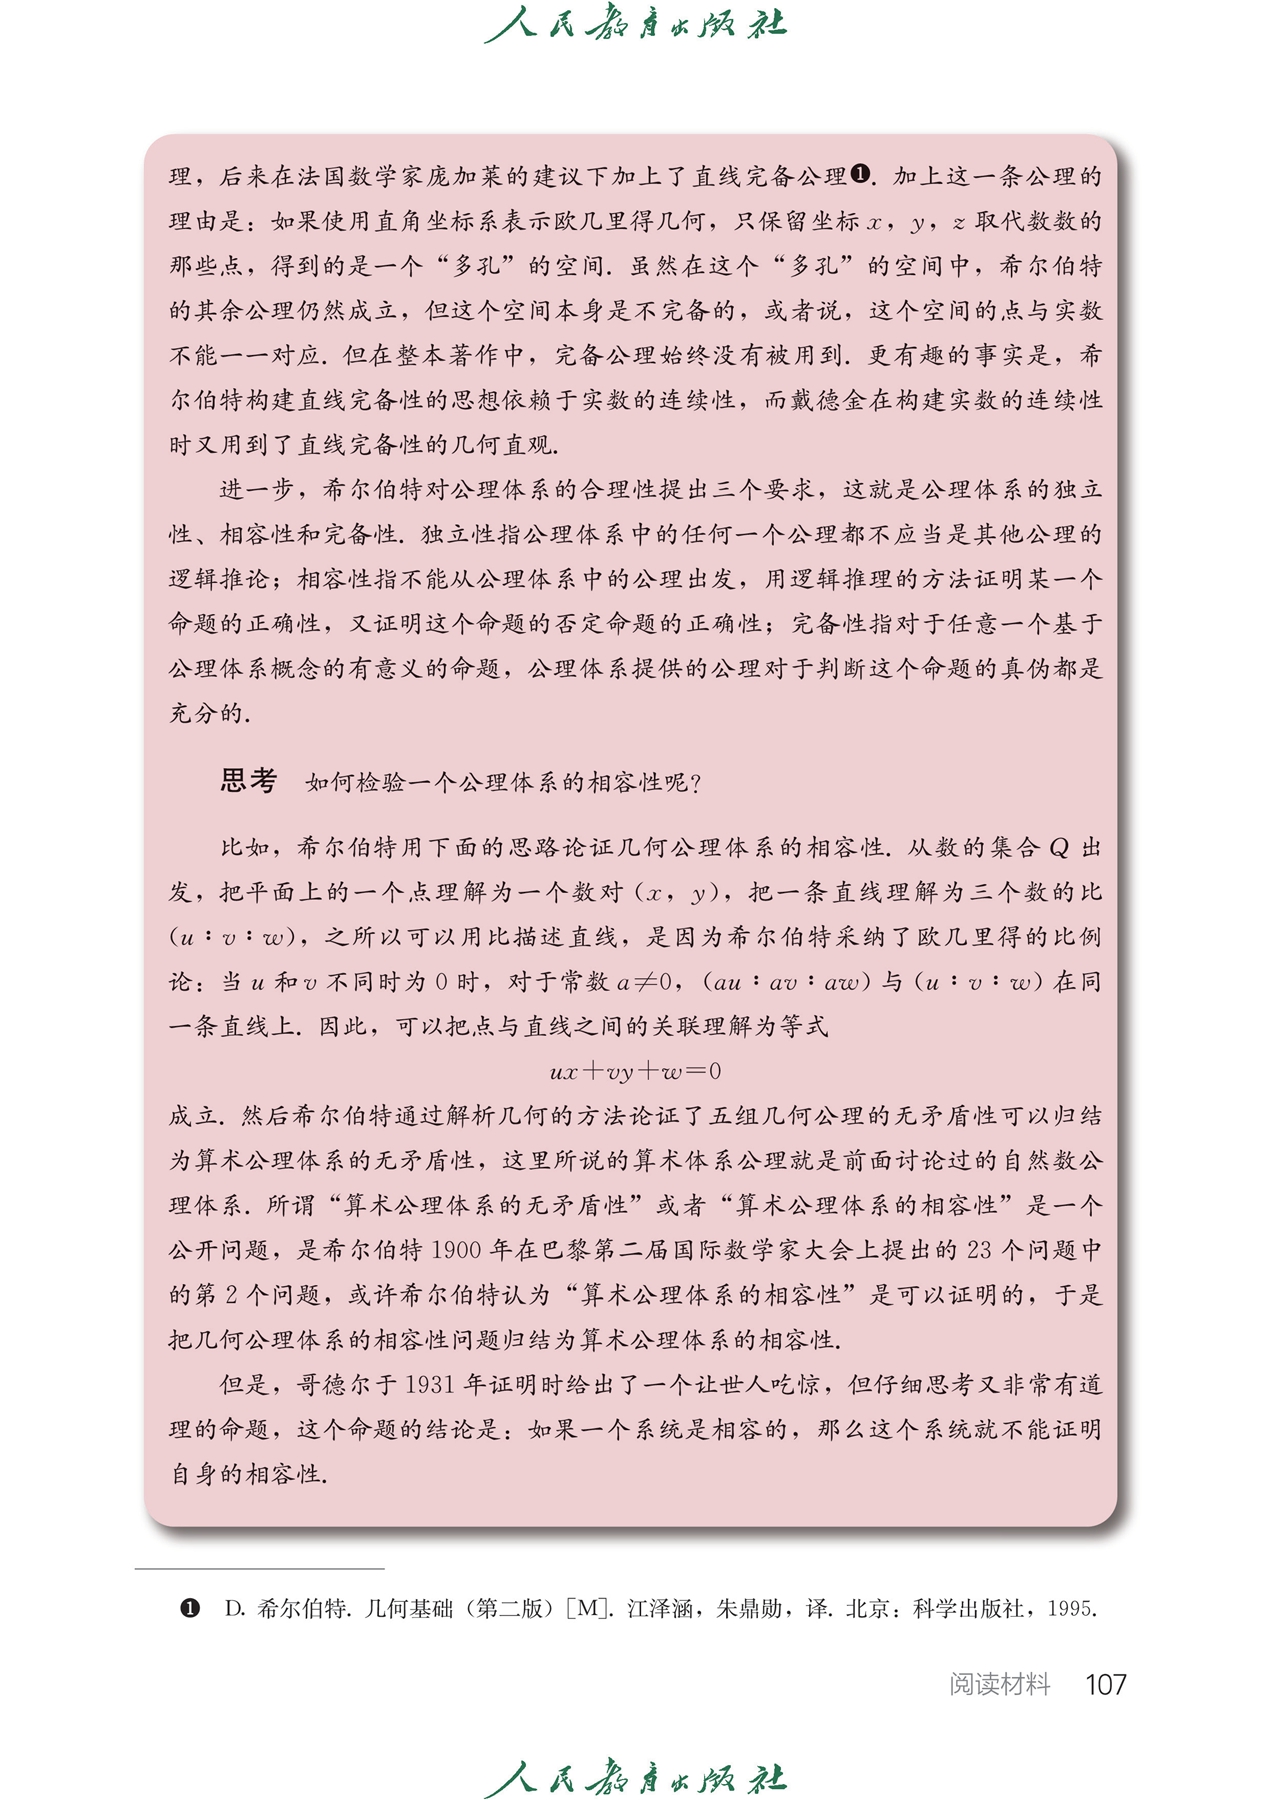 人民教育出版社
理，后来在法国数学家庞加莱的建议下加上了直线完备公理❶. 加上这一条公理的
理由是：如果使用直角坐标系表示欧几里得几何，只保留坐标 x，y，z 取代数数的
那些点，得到的是一个“多孔”的空间. 虽然在这个“多孔”的空间中，希尔伯特
的其余公理仍然成立，但这个空间本身是不完备的，或者说，这个空间的点与实数
不能一一对应. 但在整本著作中，完备公理始终没有被用到. 更有趣的事实是，希
尔伯特构建直线完备性的思想依赖于实数的连续性，而戴德金在构建实数的连续性
时又用到了直线完备性的几何直观.
进一步，希尔伯特对公理体系的合理性提出三个要求，这就是公理体系的独立
性、相容性和完备性. 独立性指公理体系中的任何一个公理都不应当是其他公理的
逻辑推论；相容性指不能从公理体系中的公理出发，用逻辑推理的方法证明某一个
命题的正确性，又证明这个命题的否定命题的正确性；完备性指对于任意一个基于
公理体系概念的有意义的命题，公理体系提供的公理对于判断这个命题的真伪都是
充分的.
思考 如何检验一个公理体系的相容性呢？
比如，希尔伯特用下面的思路论证几何公理体系的相容性. 从数的集合 Q 出
发，把平面上的一个点理解为一个数对（x，y），把一条直线理解为三个数的比
（u∶v∶w），之所以可以用比描述直线，是因为希尔伯特采纳了欧几里得的比例
论：当 u 和 v 不同时为 0 时，对于常数 a≠0，（au∶av∶aw）与（u∶v∶w）在同
一条直线上. 因此，可以把点与直线之间的关联理解为等式
ux+vy+w=0
成立. 然后希尔伯特通过解析几何的方法论证了五组几何公理的无矛盾性可以归结
为算术公理体系的无矛盾性，这里所说的算术体系公理就是前面讨论过的自然数公
理体系. 所谓“算术公理体系的无矛盾性”或者“算术公理体系的相容性”是一个
公开问题，是希尔伯特 1900 年在巴黎第二届国际数学家大会上提出的 23 个问题中
的第 2 个问题，或许希尔伯特认为“算术公理体系的相容性”是可以证明的，于是
把几何公理体系的相容性问题归结为算术公理体系的相容性.
但是，哥德尔于 1931 年证明时给出了一个让世人吃惊，但仔细思考又非常有道
理的命题，这个命题的结论是：如果一个系统是相容的，那么这个系统就不能证明
自身的相容性.
❶ D. 希尔伯特. 几何基础（第二版）[M]. 江泽涵，朱鼎勋，译. 北京：科学出版社，1995.
阅读材料 107
人民教育出版社